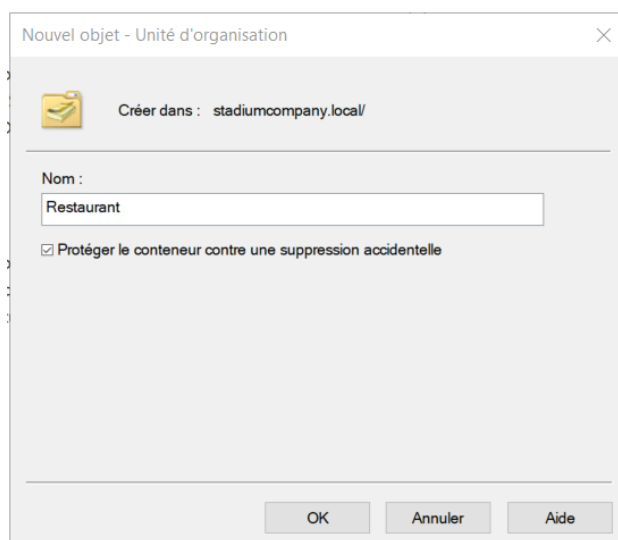 Nouvel objet - Unité d'organisation
Créer dans : stadiumcompany.local/
Nom :
Restaurant
Protéger le conteneur contre une suppression accidentelle
OK Annuler Aide